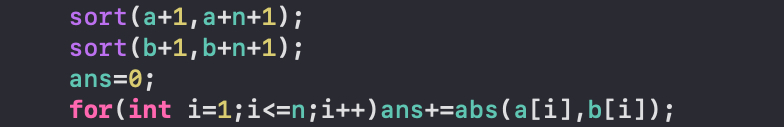 sort(a+1,a+n+1);
sort(b+1,b+n+1);
ans=0;
for(int i=1;i<=n;i++)ans+=abs(a[i],b[i]);